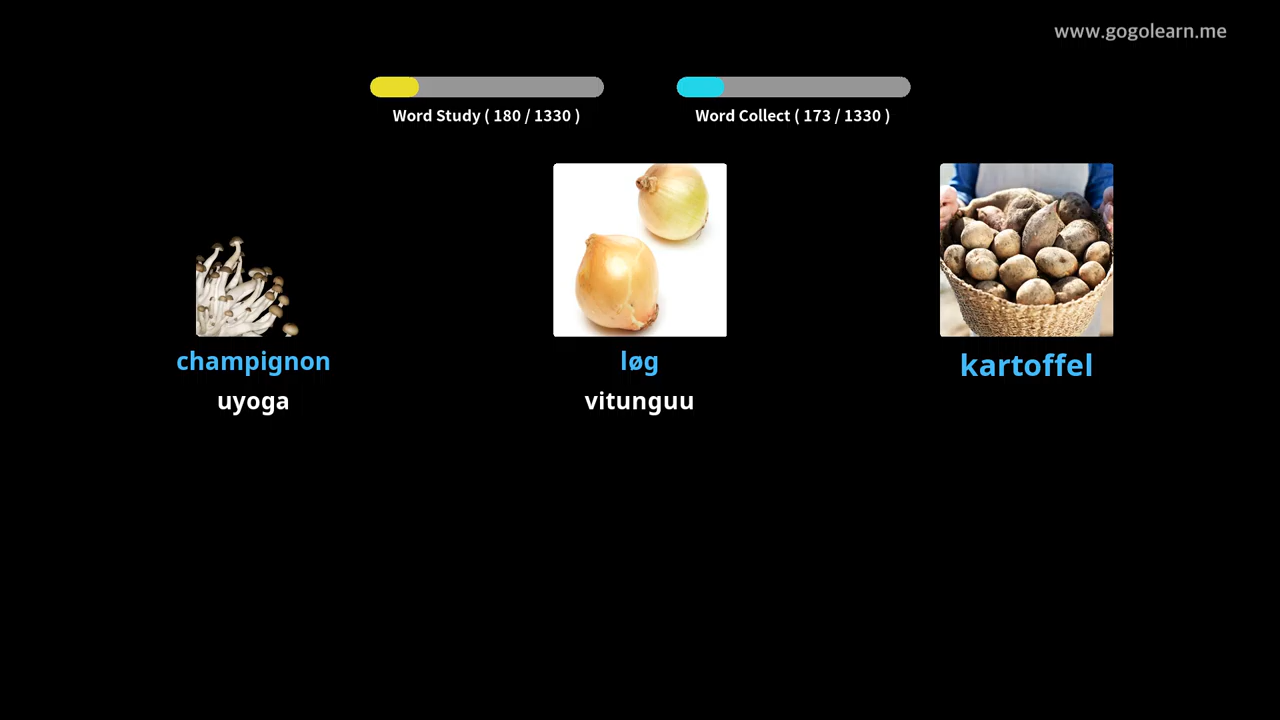 www.gogolearn.me
Word Study ( 180 / 1330 )
Word Collect ( 173 / 1330 )
champignon
uyoga
løg
vitunguu
kartoffel